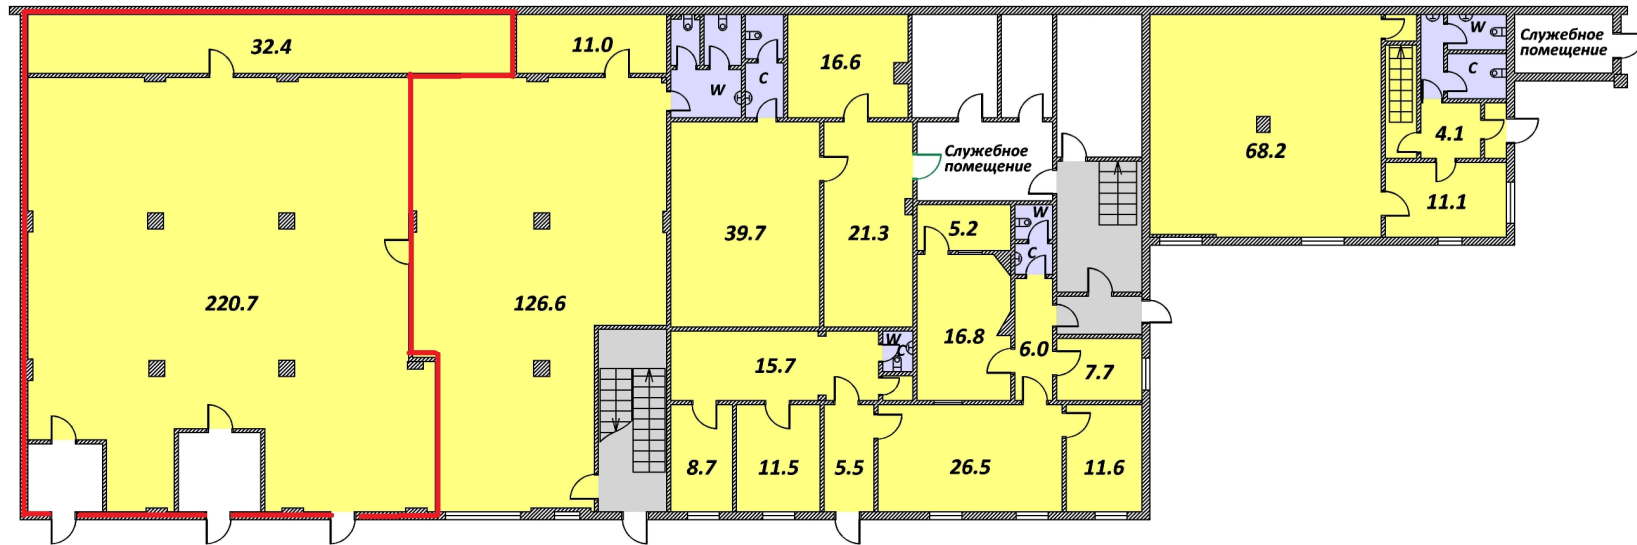 32.4
11.0
16.6
W
C
W
C
Служебное
помещение
68.2
4.1
11.1
Служебное
помещение
39.7
21.3
5.2
W
C
220.7
126.6
16.8
6.0
7.7
15.7
W
C
8.7
11.5
5.5
26.5
11.6